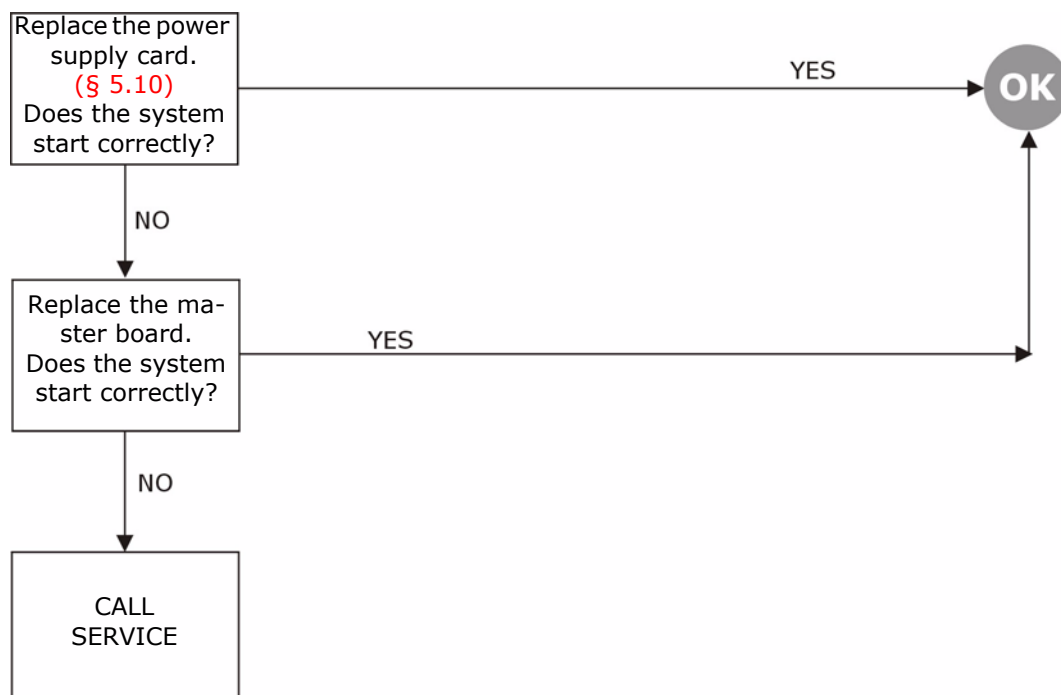 Replace the power
supply card.
(§ 5.10)
Does the system
start correctly?
YES
OK
NO
Replace the ma-
ster board.
Does the system
start correctly?
YES
NO
CALL
SERVICE